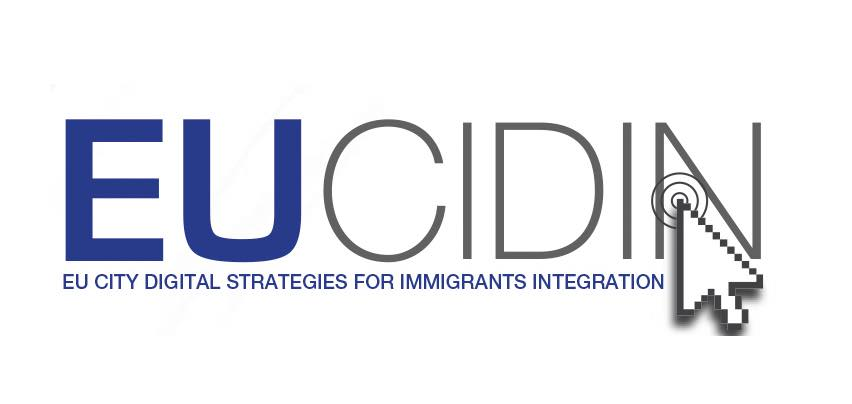 EUCIDIN
EU CITY DIGITAL STRATEGIES FOR IMMIGRANTS INTEGRATION